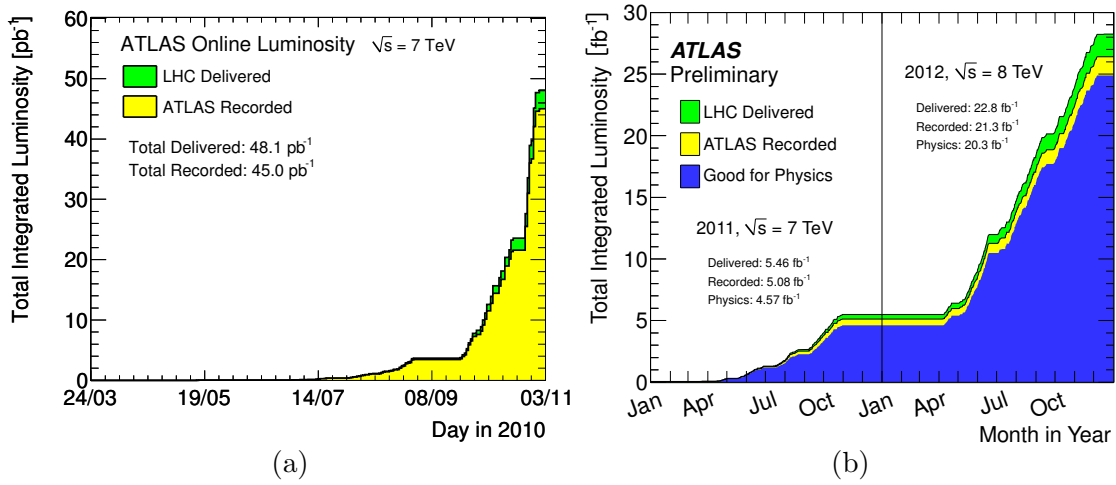 Total Integrated Luminosity [pb⁻¹]
60
50
40
30
20
10
0
ATLAS Online Luminosity √s = 7 TeV
LHC Delivered
ATLAS Recorded
Total Delivered: 48.1 pb⁻¹
Total Recorded: 45.0 pb⁻¹
24/03 19/05 14/07 08/09 03/11
Day in 2010
(a)
Total Integrated Luminosity [fb⁻¹]
30
25
20
15
10
5
0
ATLAS
Preliminary
LHC Delivered
ATLAS Recorded
Good for Physics
2012, √s = 8 TeV
Delivered: 22.8 fb⁻¹
Recorded: 21.3 fb⁻¹
Physics: 20.3 fb⁻¹
2011, √s = 7 TeV
Delivered: 5.46 fb⁻¹
Recorded: 5.08 fb⁻¹
Physics: 4.57 fb⁻¹
Jan Apr Jul Oct Jan Apr Jul Oct
Month in Year
(b)